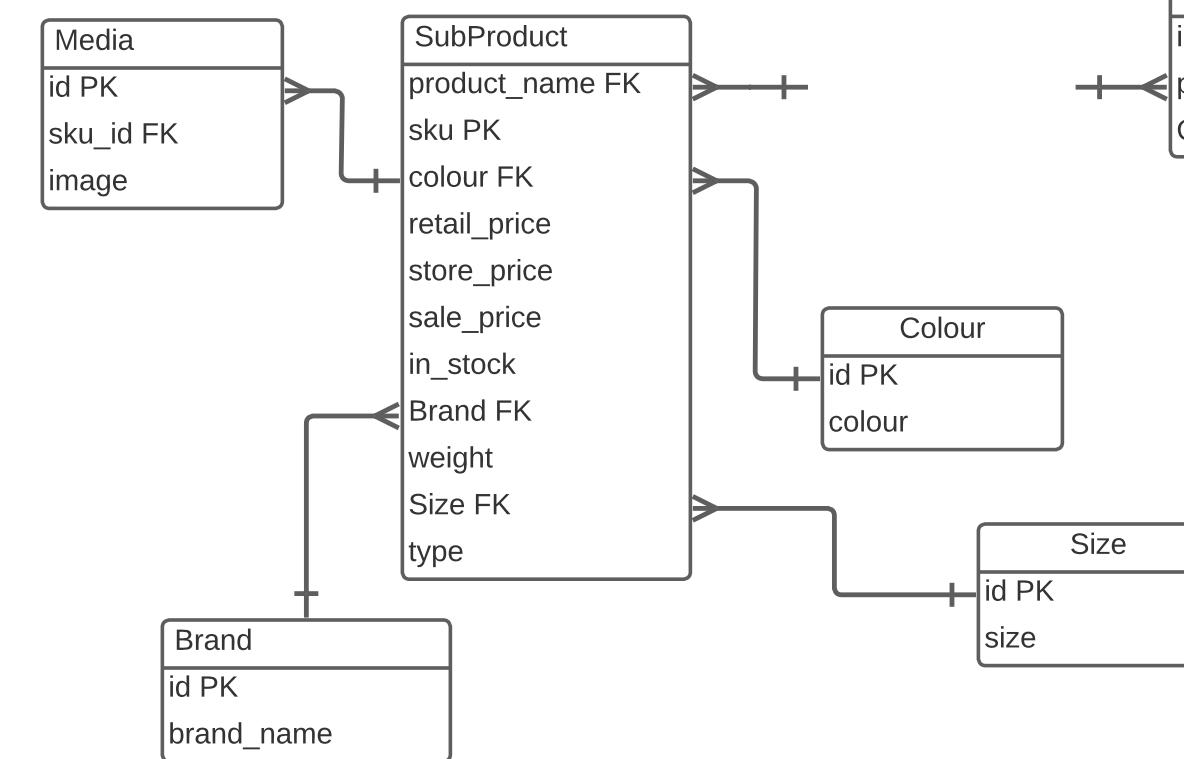 Media
id PK
sku_id FK
image
SubProduct
product_name FK
sku PK
colour FK
retail_price
store_price
sale_price
in_stock
Brand FK
weight
Size FK
type
Colour
id PK
colour
Size
id PK
size
Brand
id PK
brand_name